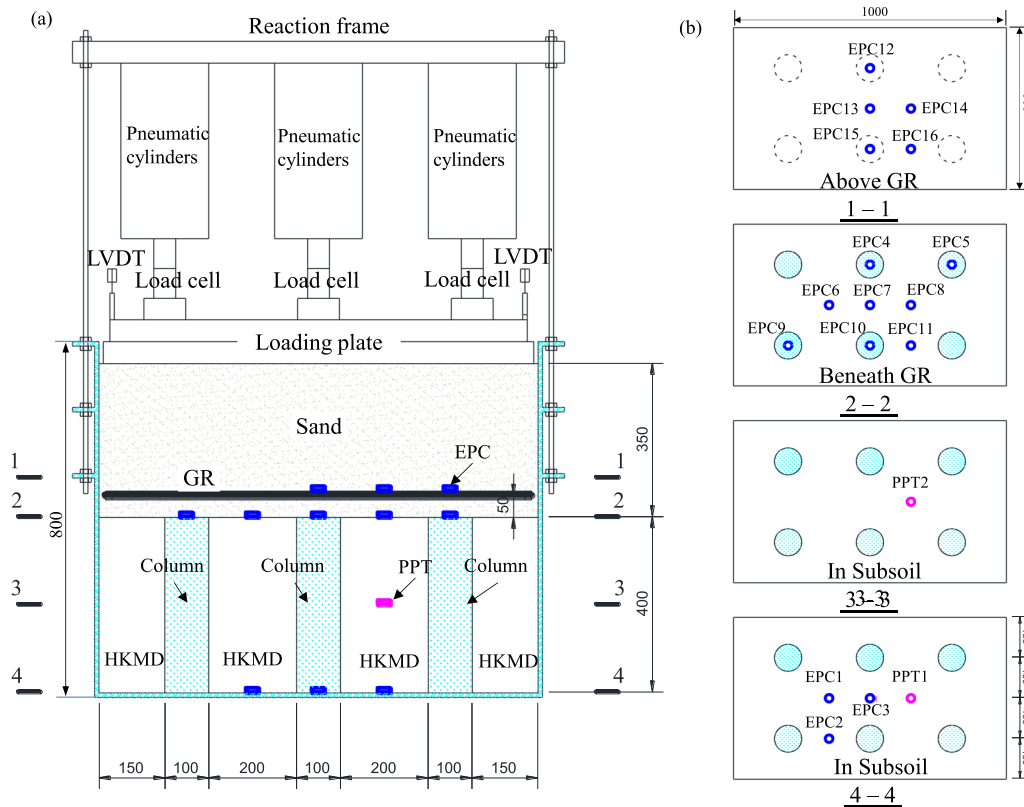 (a)
Reaction frame
Pneumatic
cylinders
Pneumatic
cylinders
Pneumatic
cylinders
LVDT
LVDT
Load cell
Load cell
Load cell
Loading plate
Sand
EPC
GR
1
1
2
2
50
350
800
Column
Column
PPT
Column
3
3
400
HKMD
HKMD
HKMD
HKMD
4
4
150
100
200
100
200
100
150
(b)
1000
EPC12
EPC13
EPC14
EPC15
EPC16
Above GR
1 – 1
EPC4
EPC5
EPC6
EPC7
EPC8
EPC9
EPC10
EPC11
Beneath GR
2 – 2
PPT2
In Subsoil
EPC1
PPT1
EPC3
EPC2
In Subsoil
4 – 4